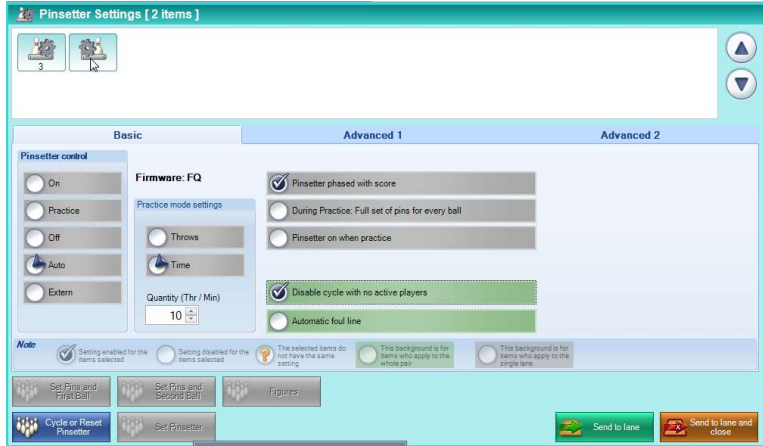 Pinsetter Settings [ 2 items ]
3
Basic
Advanced 1
Advanced 2
Pinsetter control
On
Practice
Off
Auto
Extern
Firmware: FQ
Practice mode settings
Throws
Time
Quantity (Thr / Min)
10
Pinsetter phased with score
During Practice: Full set of pins for every ball
Pinsetter on when practice
Disable cycle with no active players
Automatic foul line
Note
Setting enabled for the
items selected
Setting disabled for the
items selected
The selected items do
not have the same
setting
This background is for
items who apply to the
whole pair
This background is for
items who apply to the
single lane
Set Pins and
First Ball
Set Pins and
Second Ball
Figures
Cycle or Reset
Pinsetter
Set Pinsetter
Send to lane
Send to lane and
close